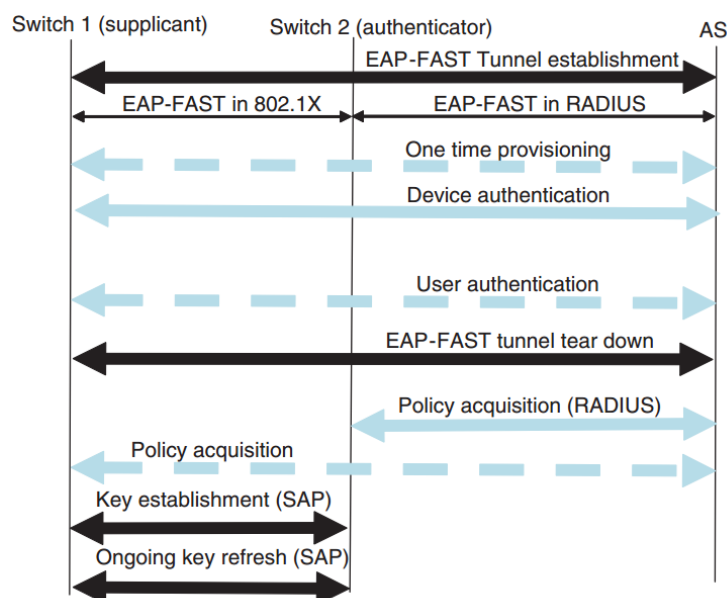 Switch 1 (supplicant) Switch 2 (authenticator) AS
EAP-FAST Tunnel establishment
EAP-FAST in 802.1X EAP-FAST in RADIUS
One time provisioning
Device authentication
User authentication
EAP-FAST tunnel tear down
Policy acquisition (RADIUS)
Policy acquisition
Key establishment (SAP)
Ongoing key refresh (SAP)